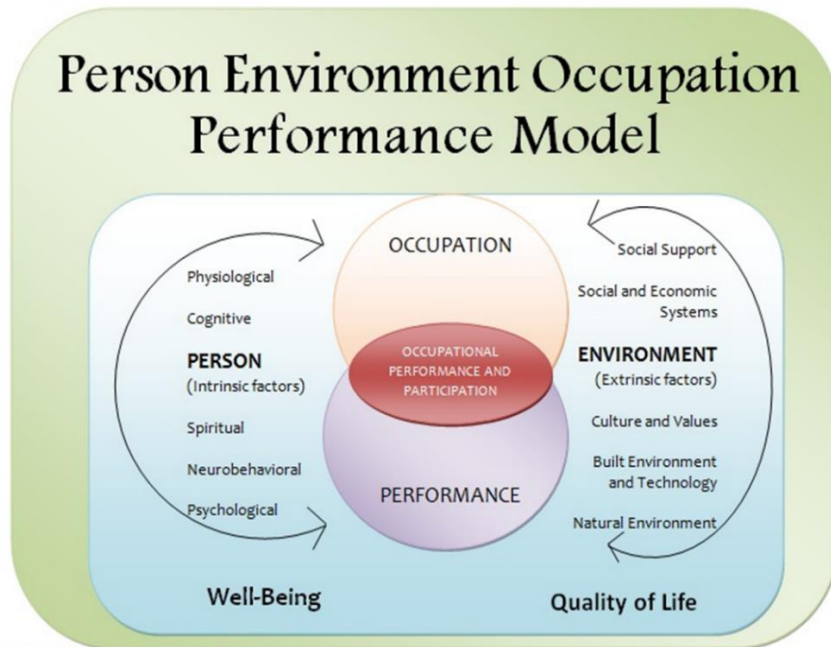 Person Environment Occupation
Performance Model
OCCUPATION
Physiological
Cognitive
PERSON
(Intrinsic factors)
Spiritual
Neurobehavioral
Psychological
OCCUPATIONAL
PERFORMANCE AND
PARTICIPATION
PERFORMANCE
Social Support
Social and Economic
Systems
ENVIRONMENT
(Extrinsic factors)
Culture and Values
Built Environment
and Technology
Natural Environment
Well-Being
Quality of Life